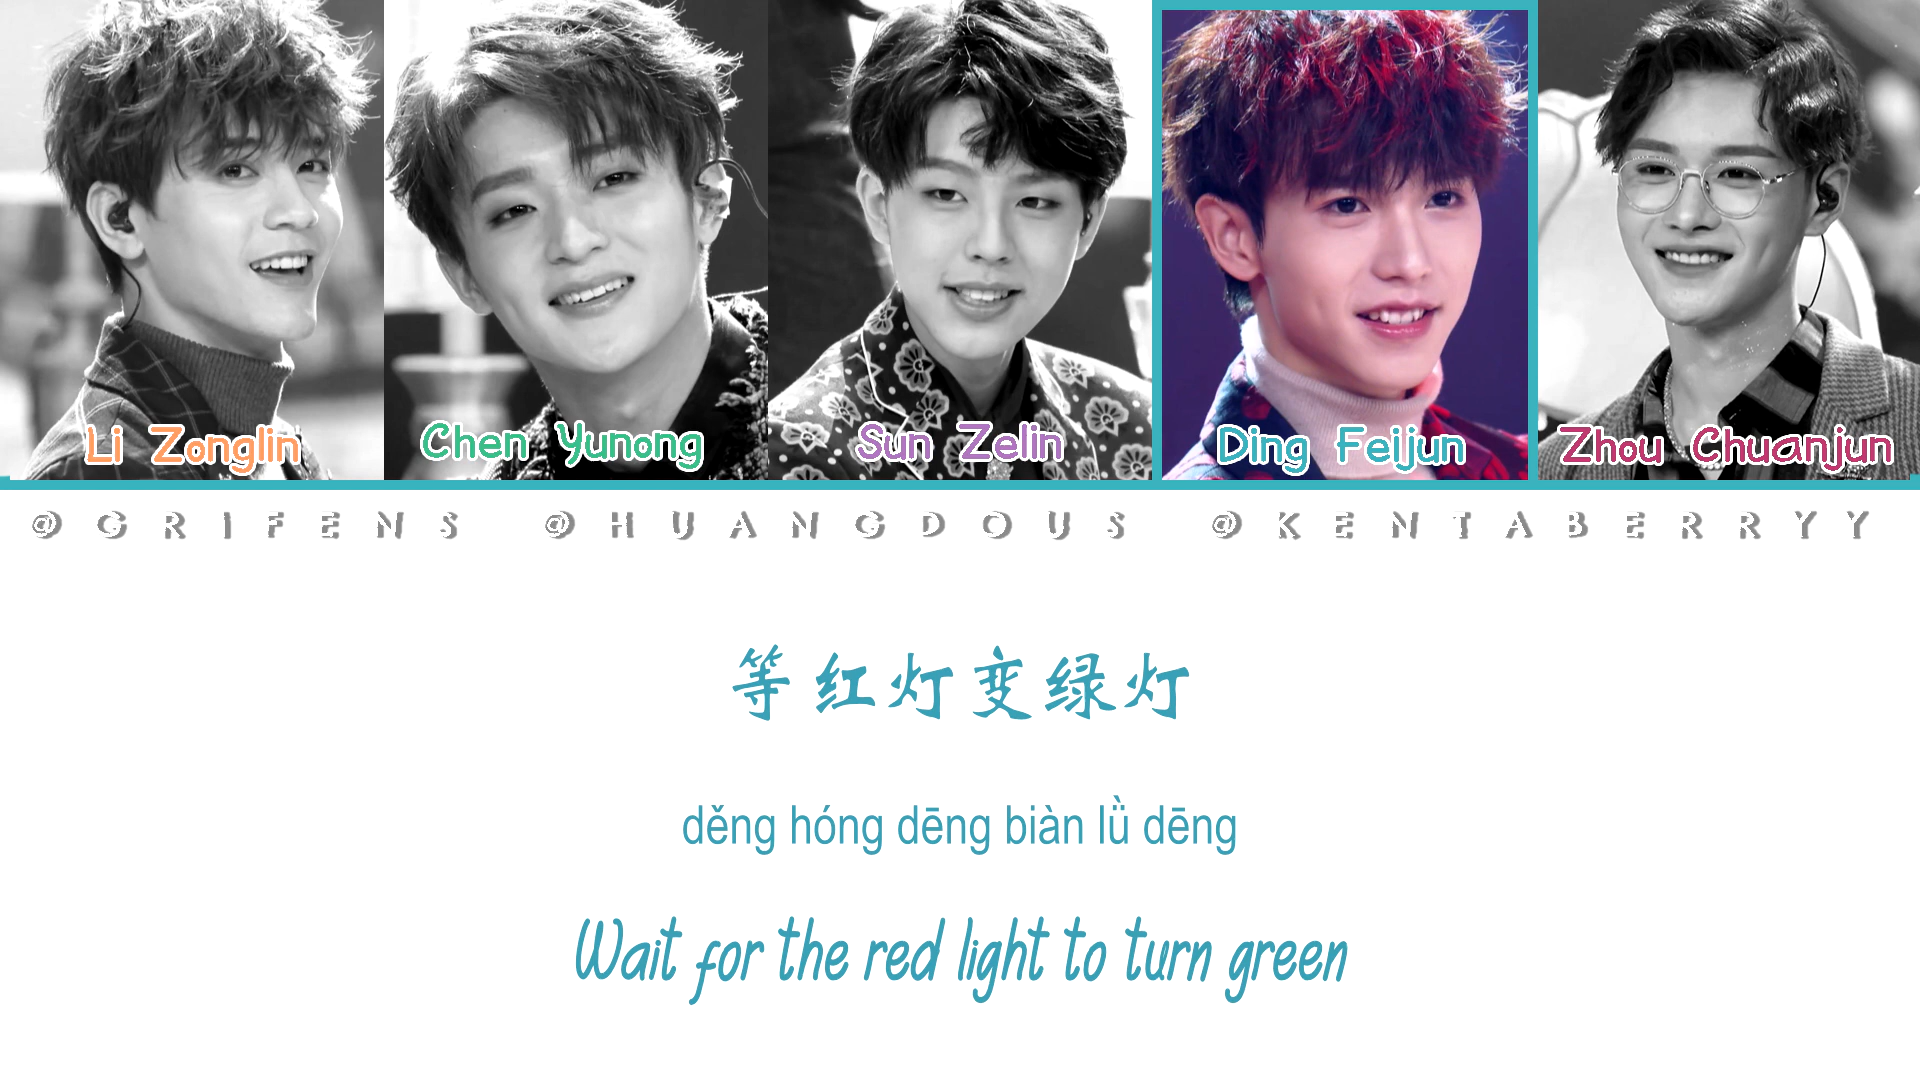 Li Zonglin Chen Yunong Sun Zelin Ding Feijun Zhou Chuanjun
@GRIFENS @HUANGDOUS @KENTABERRYY
等红灯变绿灯
děng hóng dēng biàn lǜ dēng
Wait for the red light to turn green